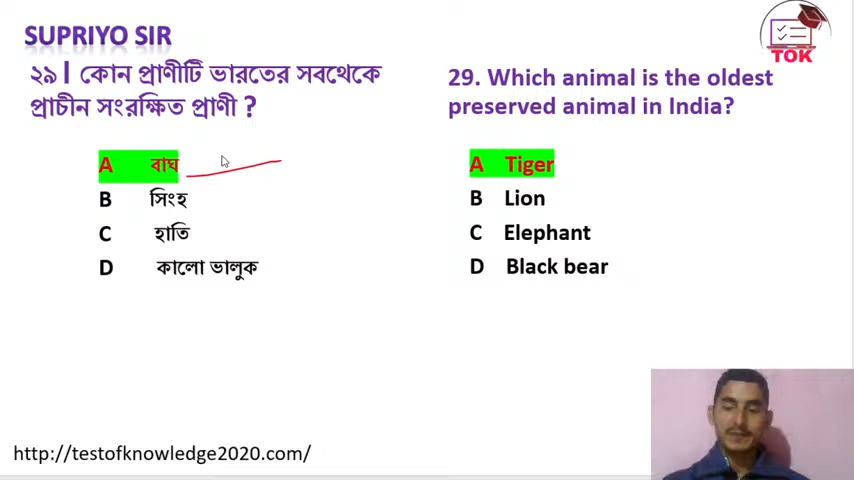 SUPRIYO SIR
২৯। কোন প্রাণীটি ভারতের সবথেকে
প্রাচীন সংরক্ষিত প্রাণী ?
A বাঘ
B সিংহ
C হাতি
D কালো ভালুক
TOK
29. Which animal is the oldest
preserved animal in India?
A Tiger
B Lion
C Elephant
D Black bear
http://testofknowledge2020.com/